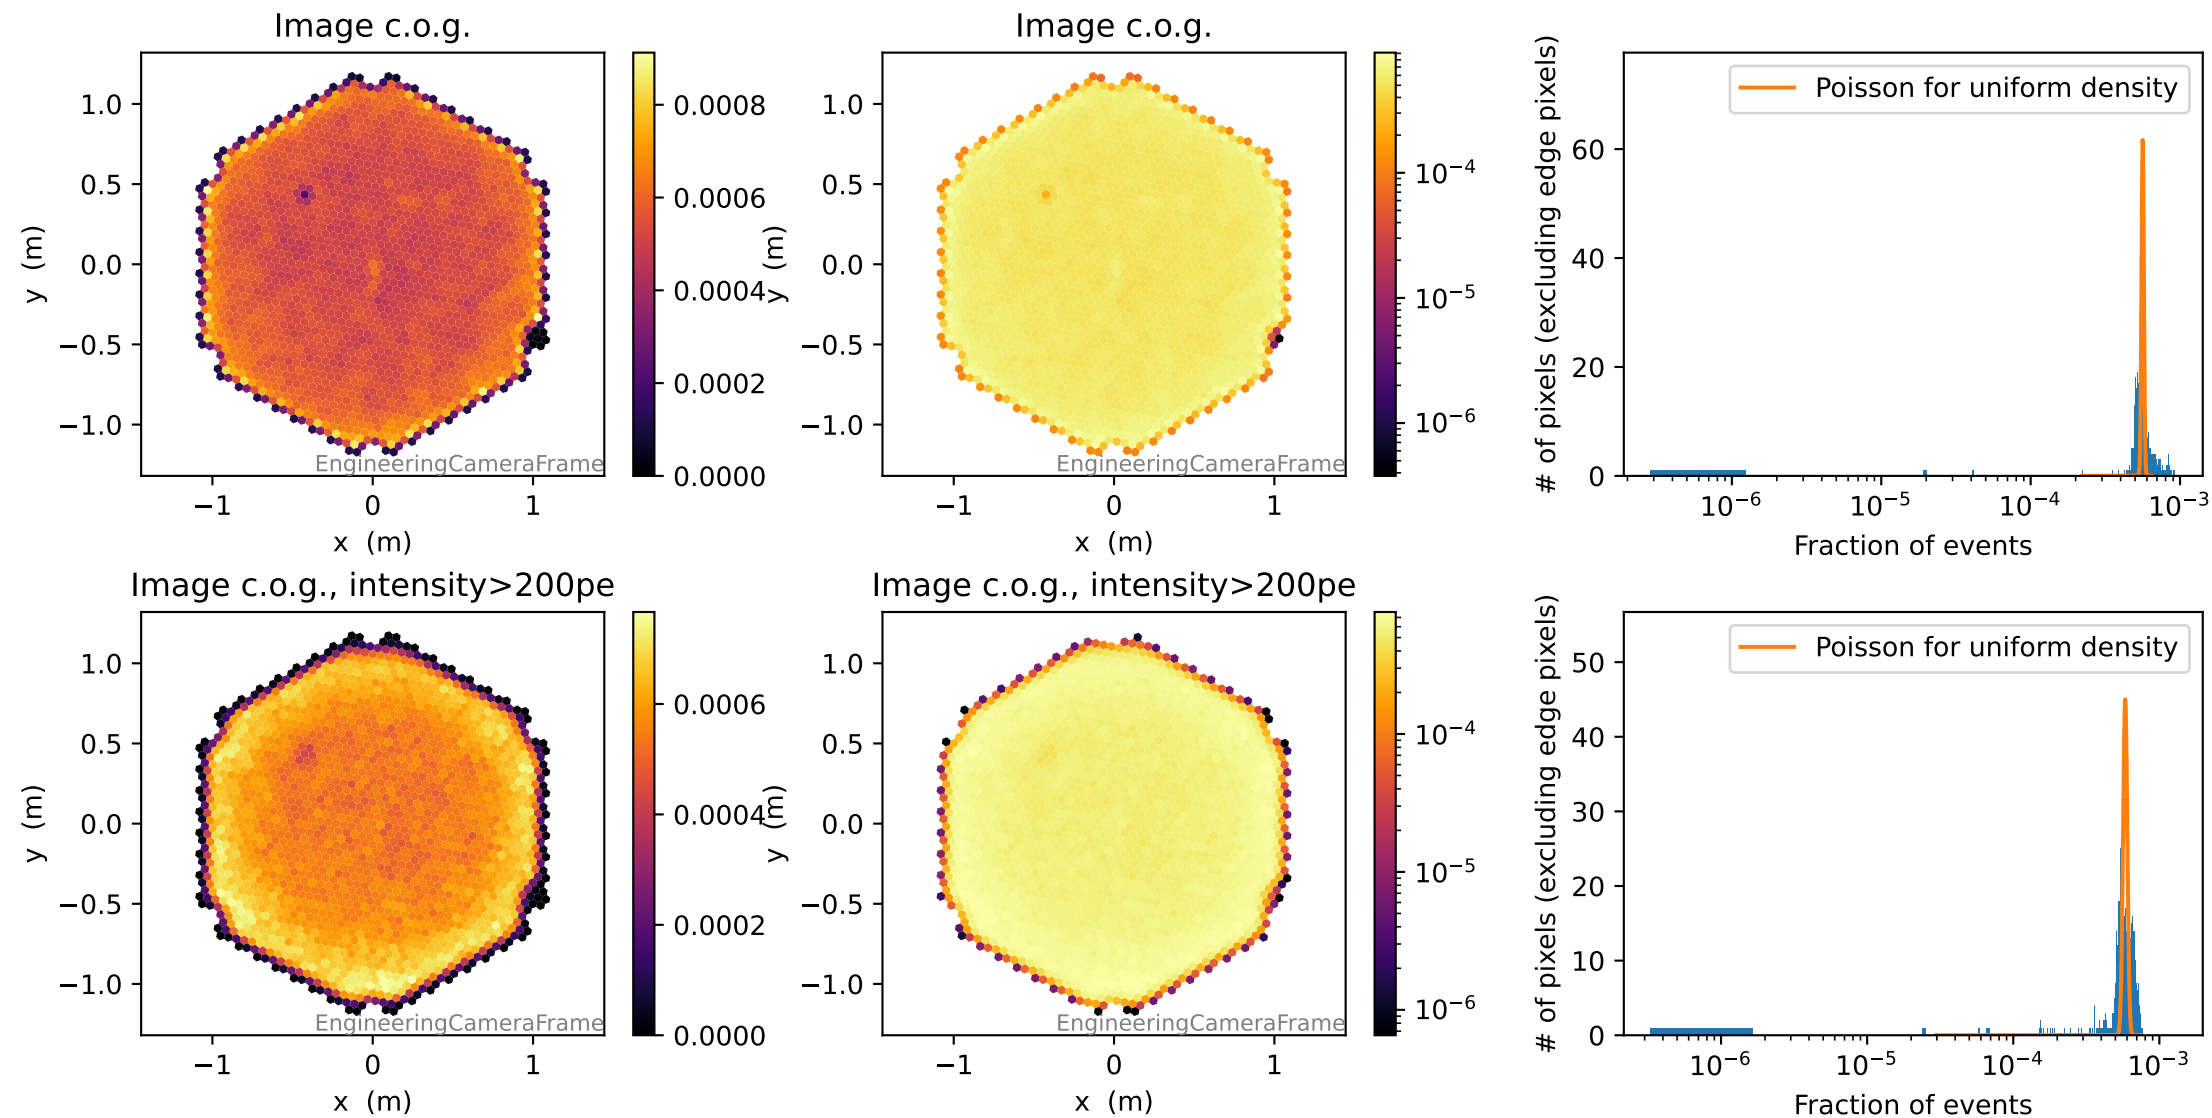 Image c.o.g.
1.0
0.5
0.0
−0.5
−1.0
y (m)
−1
0
1
x (m)
EngineeringCameraFrame
0.0008
0.0006
0.0004
0.0002
0.0000
Image c.o.g.
1.0
0.5
0.0
−0.5
−1.0
y (m)
−1
0
1
x (m)
EngineeringCameraFrame
10−4
10−5
10−6
Poisson for uniform density
60
40
20
0
# of pixels (excluding edge pixels)
10−6
10−5
10−4
10−3
Fraction of events
Image c.o.g., intensity>200pe
1.0
0.5
0.0
−0.5
−1.0
y (m)
−1
0
1
x (m)
EngineeringCameraFrame
0.0006
0.0004
0.0002
0.0000
Image c.o.g., intensity>200pe
1.0
0.5
0.0
−0.5
−1.0
y (m)
−1
0
1
x (m)
EngineeringCameraFrame
10−4
10−5
10−6
Poisson for uniform density
50
40
30
20
10
0
# of pixels (excluding edge pixels)
10−6
10−5
10−4
10−3
Fraction of events